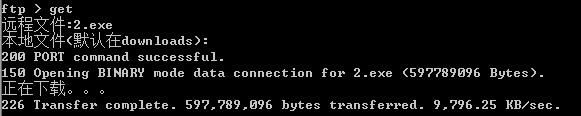 ftp > get
远程文件:2.exe
本地文件(默认在downloads):
200 PORT command successful.
150 Opening BINARY mode data connection for 2.exe (597789096 Bytes).
正在下载。。。
226 Transfer complete. 597,789,096 bytes transferred. 9,796.25 KB/sec.